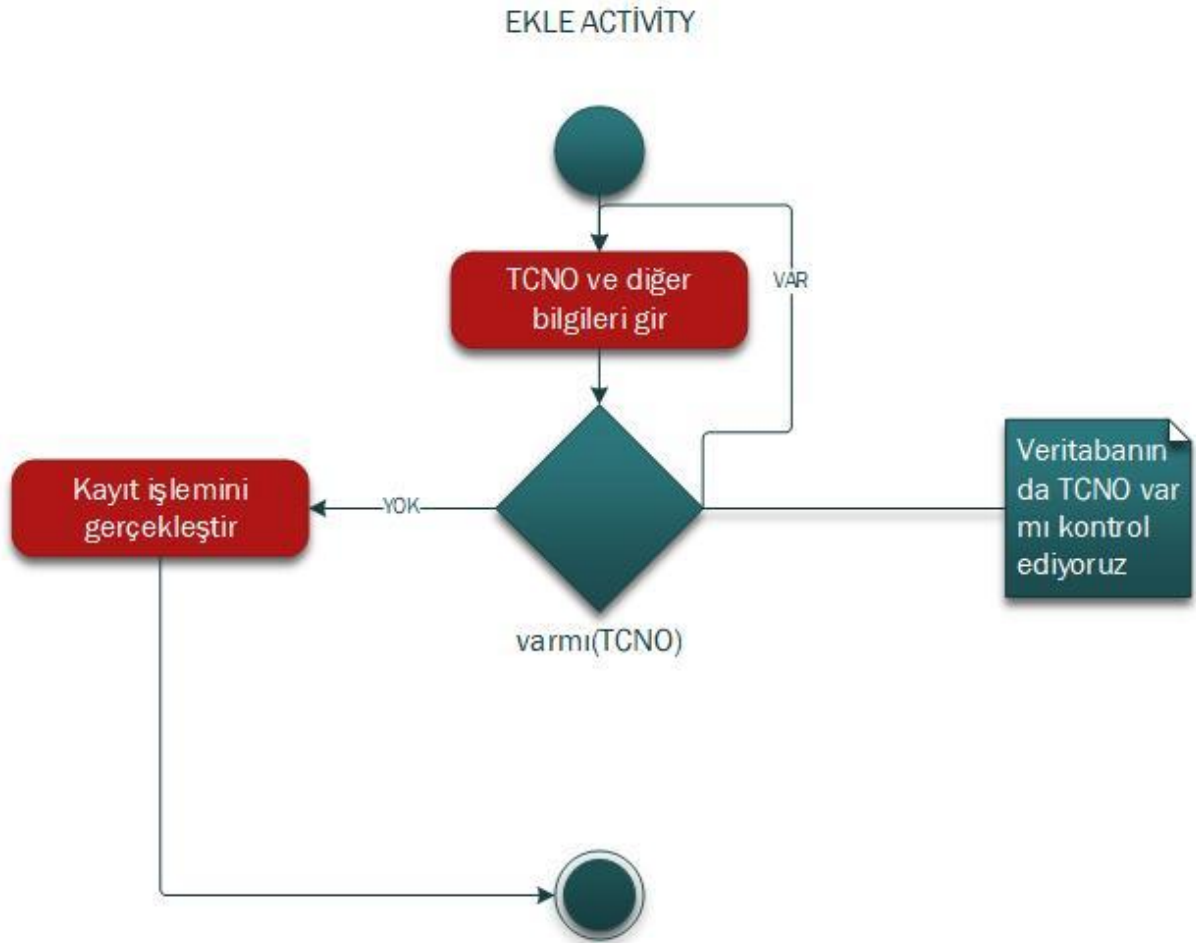 EKLE ACTİVİTY
TCNO ve diğer
bilgileri gir
VAR
Kayıt işlemini
gerçekleştir
YOK
Veritabanın
da TCNO var
mı kontrol
ediyoruz
varmı(TCNO)